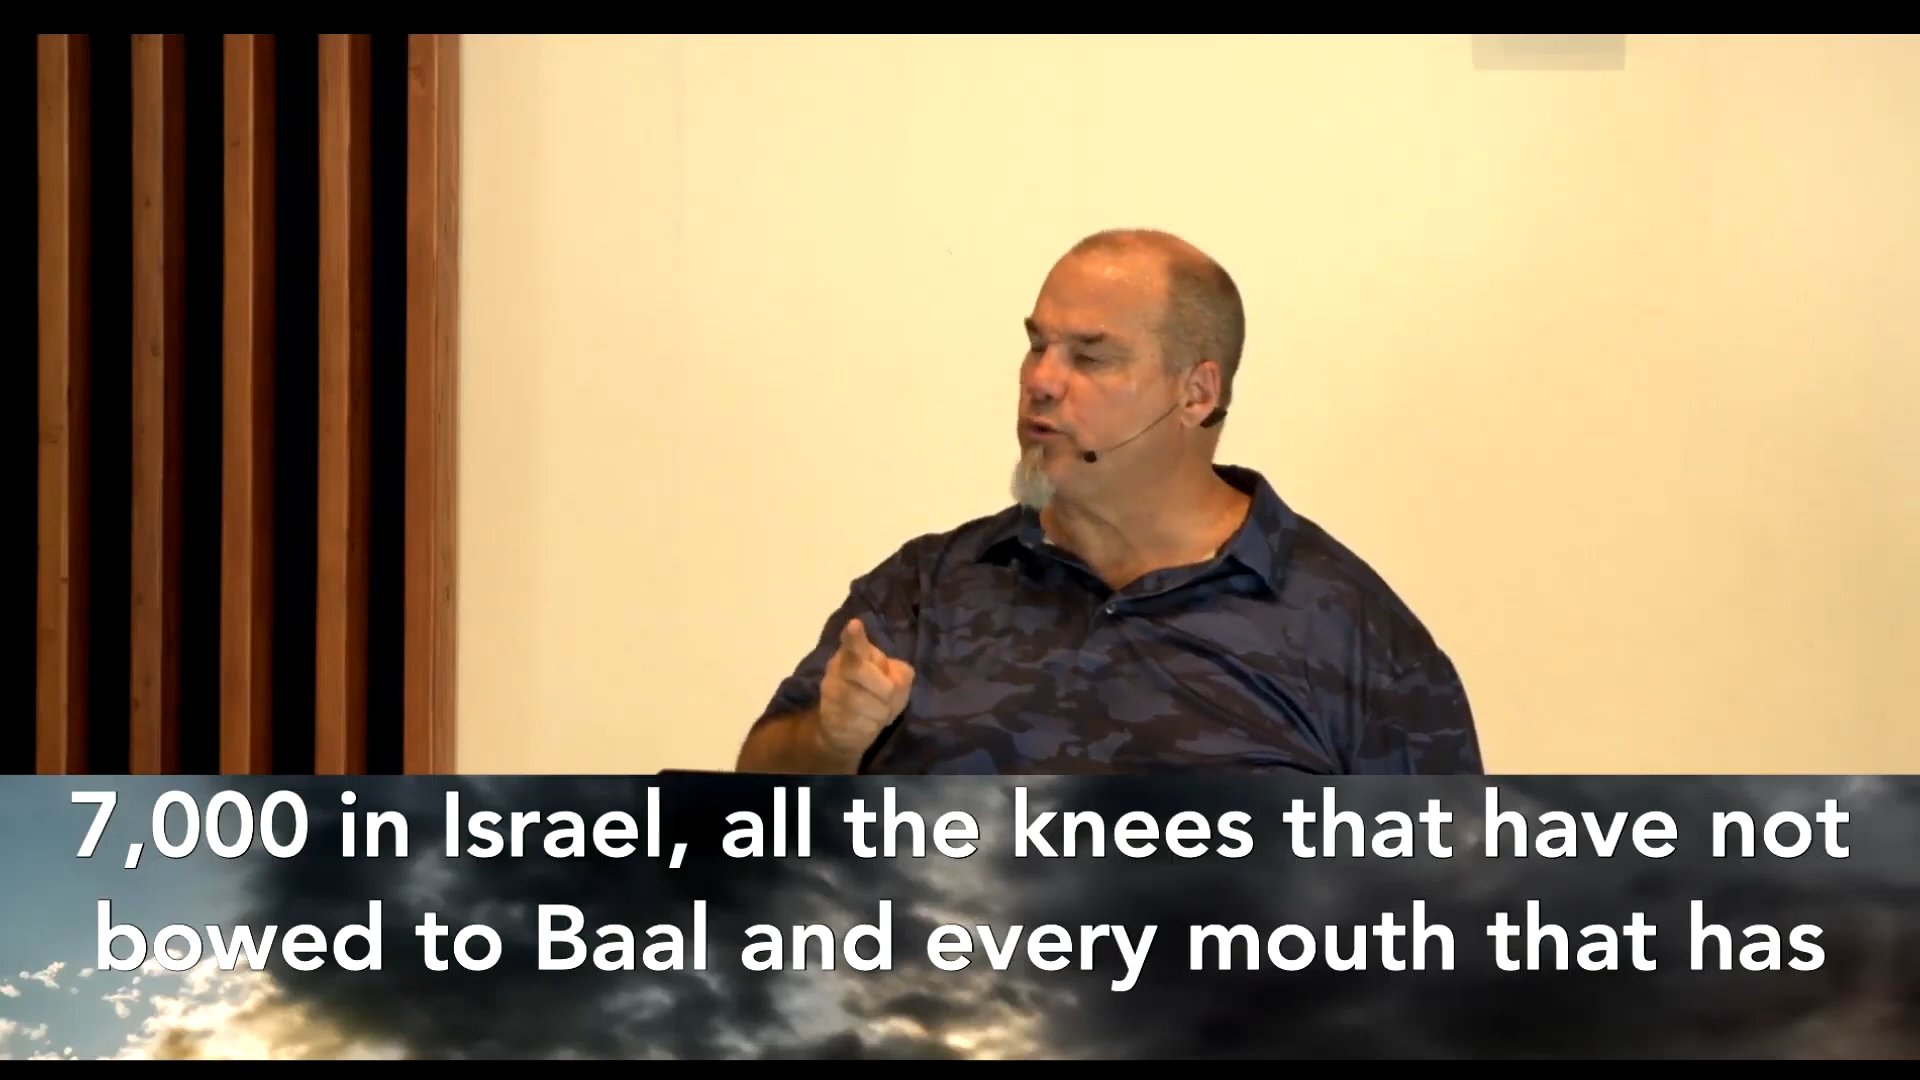 7,000 in Israel, all the knees that have not
bowed to Baal and every mouth that has